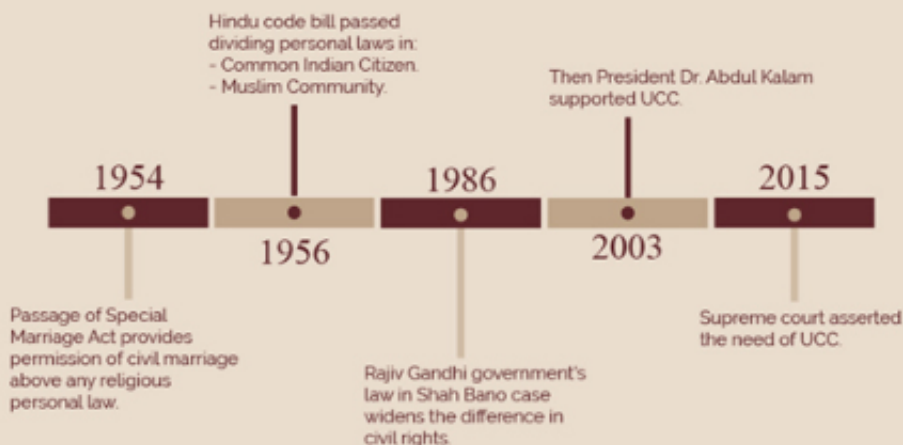 Hindu code bill passed
dividing personal laws in:
- Common Indian Citizen.
- Muslim Community.
Then President Dr. Abdul Kalam
supported UCC.
1954
1986
2015
1956
2003
Passage of Special
Marriage Act provides
permission of civil marriage
above any religious
personal law.
Rajiv Gandhi government's
law in Shah Bano case
widens the difference in
civil rights.
Supreme court asserted
the need of UCC.